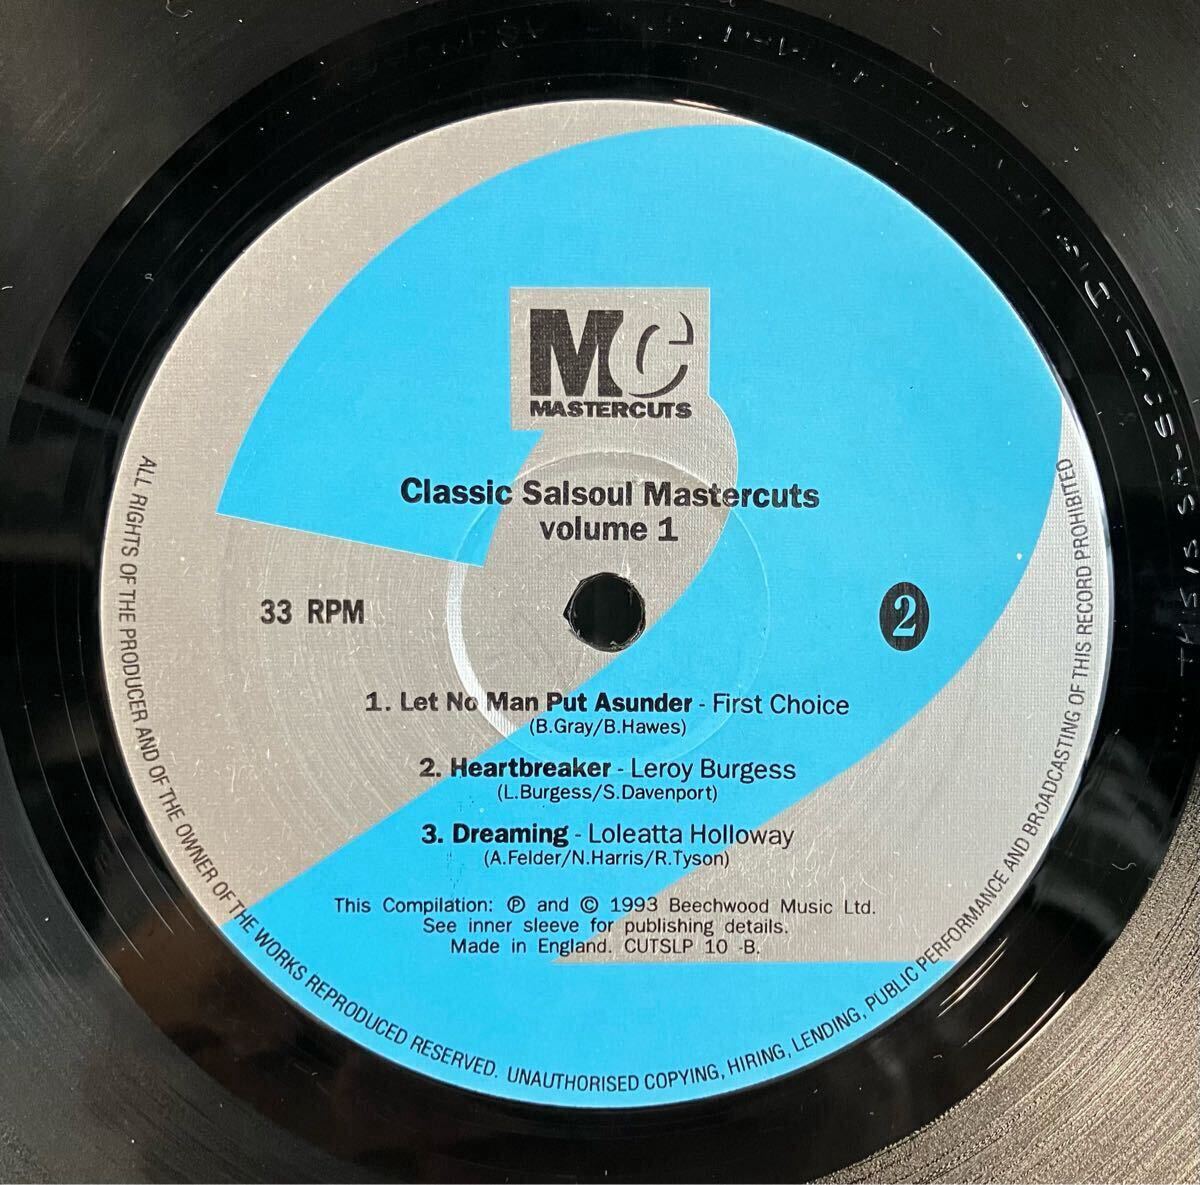 MC
MASTERCUTS
Classic Salsoul Mastercuts
volume 1
33 RPM
2
1. Let No Man Put Asunder - First Choice
(B.Gray/B.Hawes)
2. Heartbreaker - Leroy Burgess
(L.Burgess/S.Davenport)
3. Dreaming - Loleatta Holloway
(A.Felder/N.Harris/R.Tyson)
This Compilation: ℗ and © 1993 Beechwood Music Ltd.
See inner sleeve for publishing details.
Made in England. CUTSLP 10 -B.
ALL RIGHTS OF THE PRODUCER AND OF THE OWNER OF THE WORKS REPRODUCED RESERVED. UNAUTHORISED COPYING, HIRING, LENDING, PUBLIC PERFORMANCE AND BROADCASTING OF THIS RECORD PROHIBITED